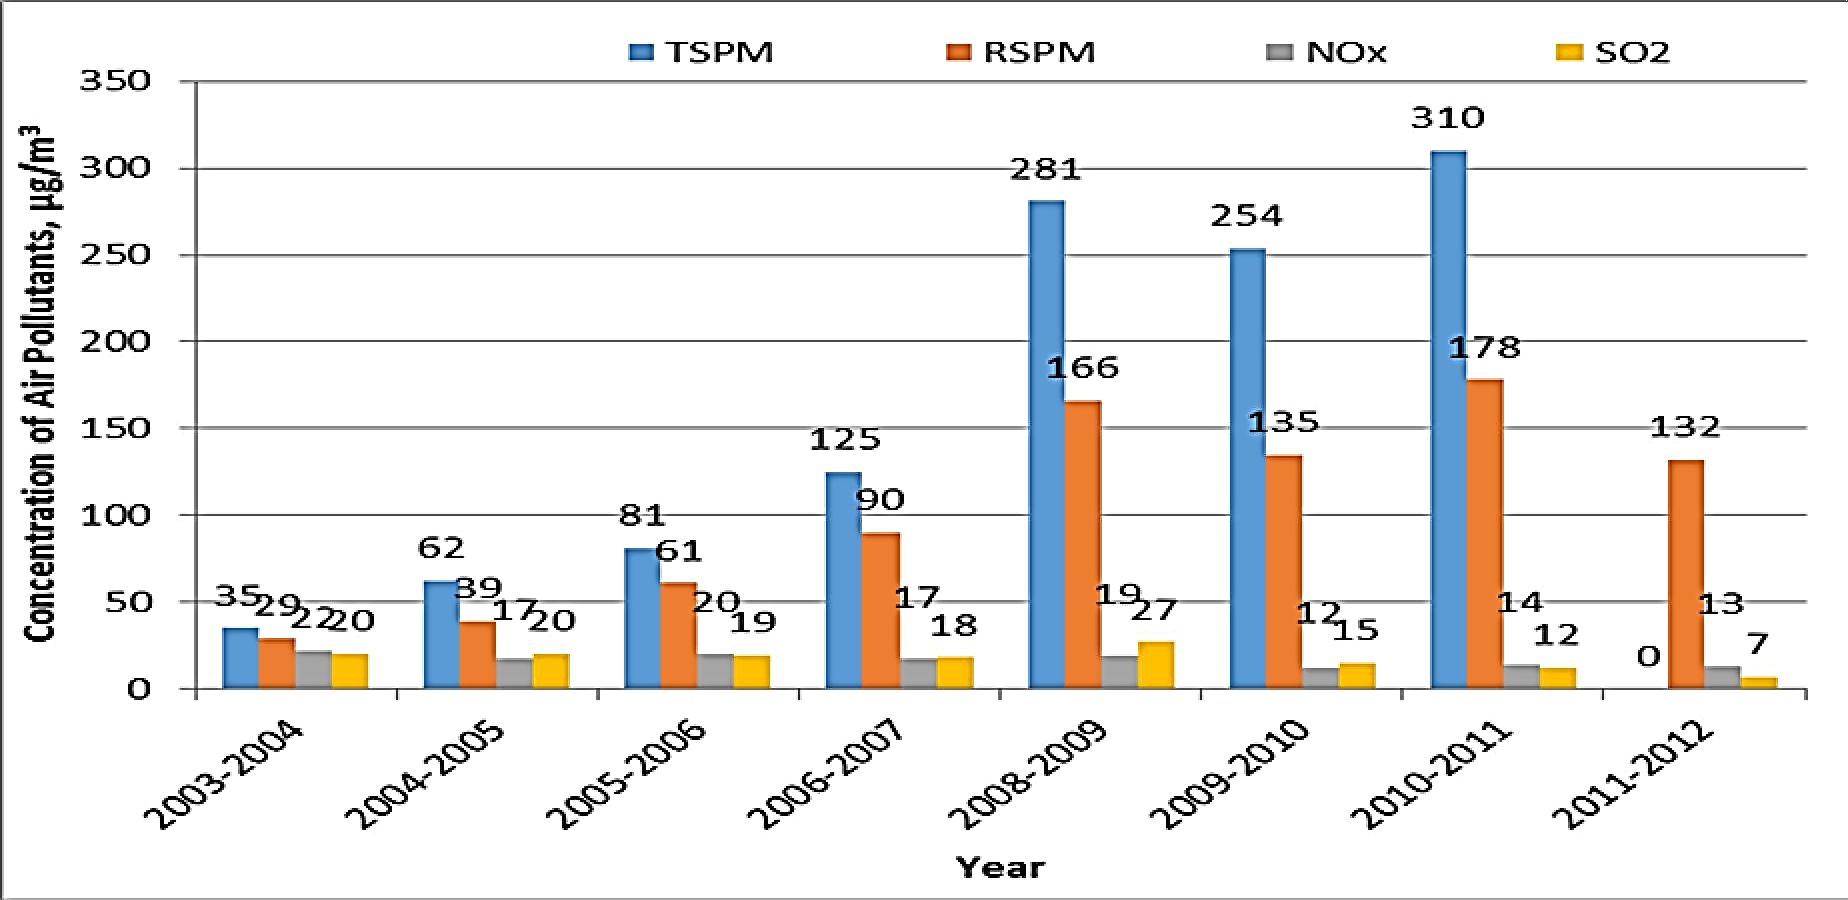 TSPM RSPM NOx SO2
Concentration of Air Pollutants, µg/m³
350
300
250
200
150
100
50
0
35 29 22 20
62 39 17 20
81 61 20 19
125 90 17 18
281 166 19 27
254 135 12 15
310 178 14 12
0 132 13 7
2003-2004 2004-2005 2005-2006 2006-2007 2008-2009 2009-2010 2010-2011 2011-2012
Year